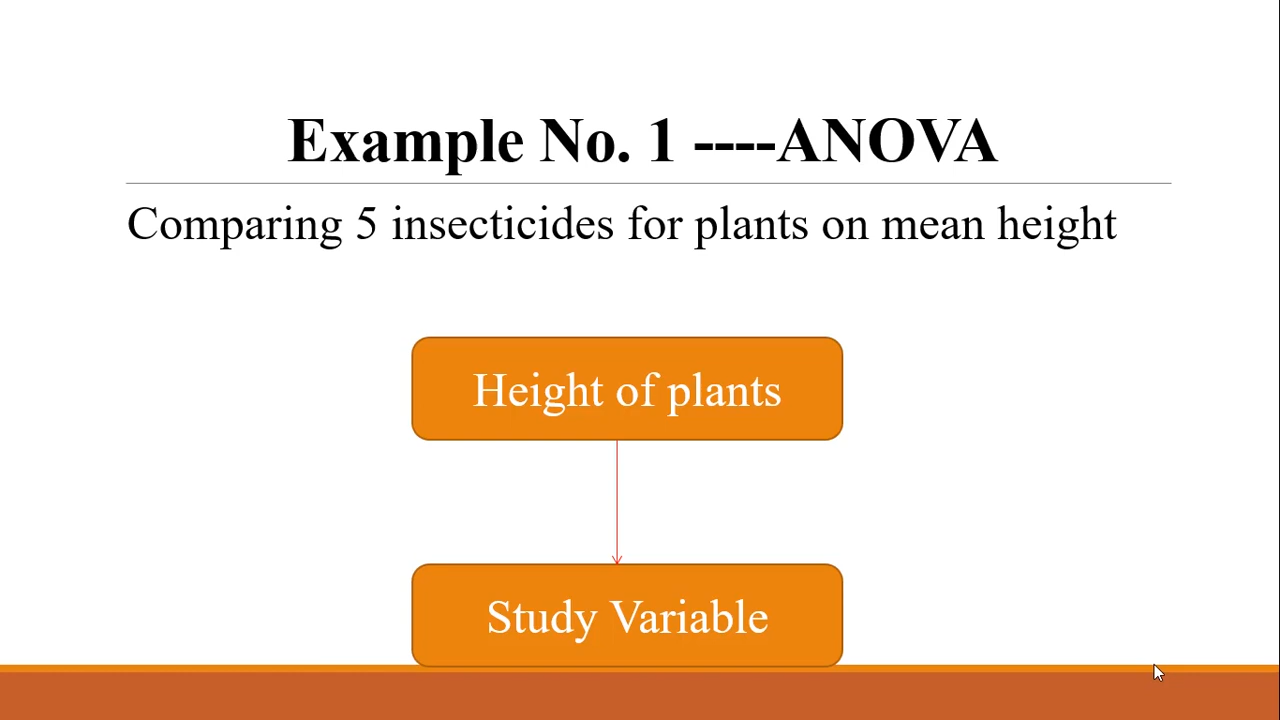 Example No. 1 ----ANOVA
Comparing 5 insecticides for plants on mean height
Height of plants
Study Variable